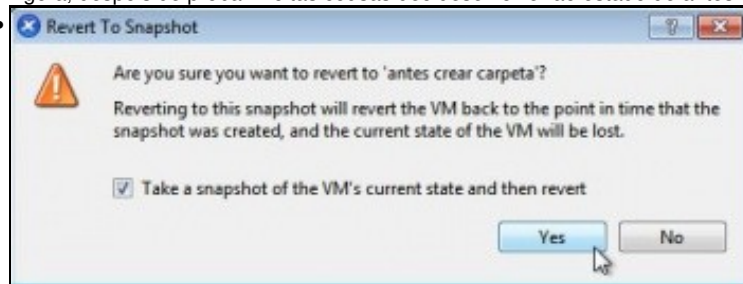 Revert To Snapshot
Are you sure you want to revert to 'antes crear carpeta'?
Reverting to this snapshot will revert the VM back to the point in time that the
snapshot was created, and the current state of the VM will be lost.
Take a snapshot of the VM's current state and then revert
Yes No